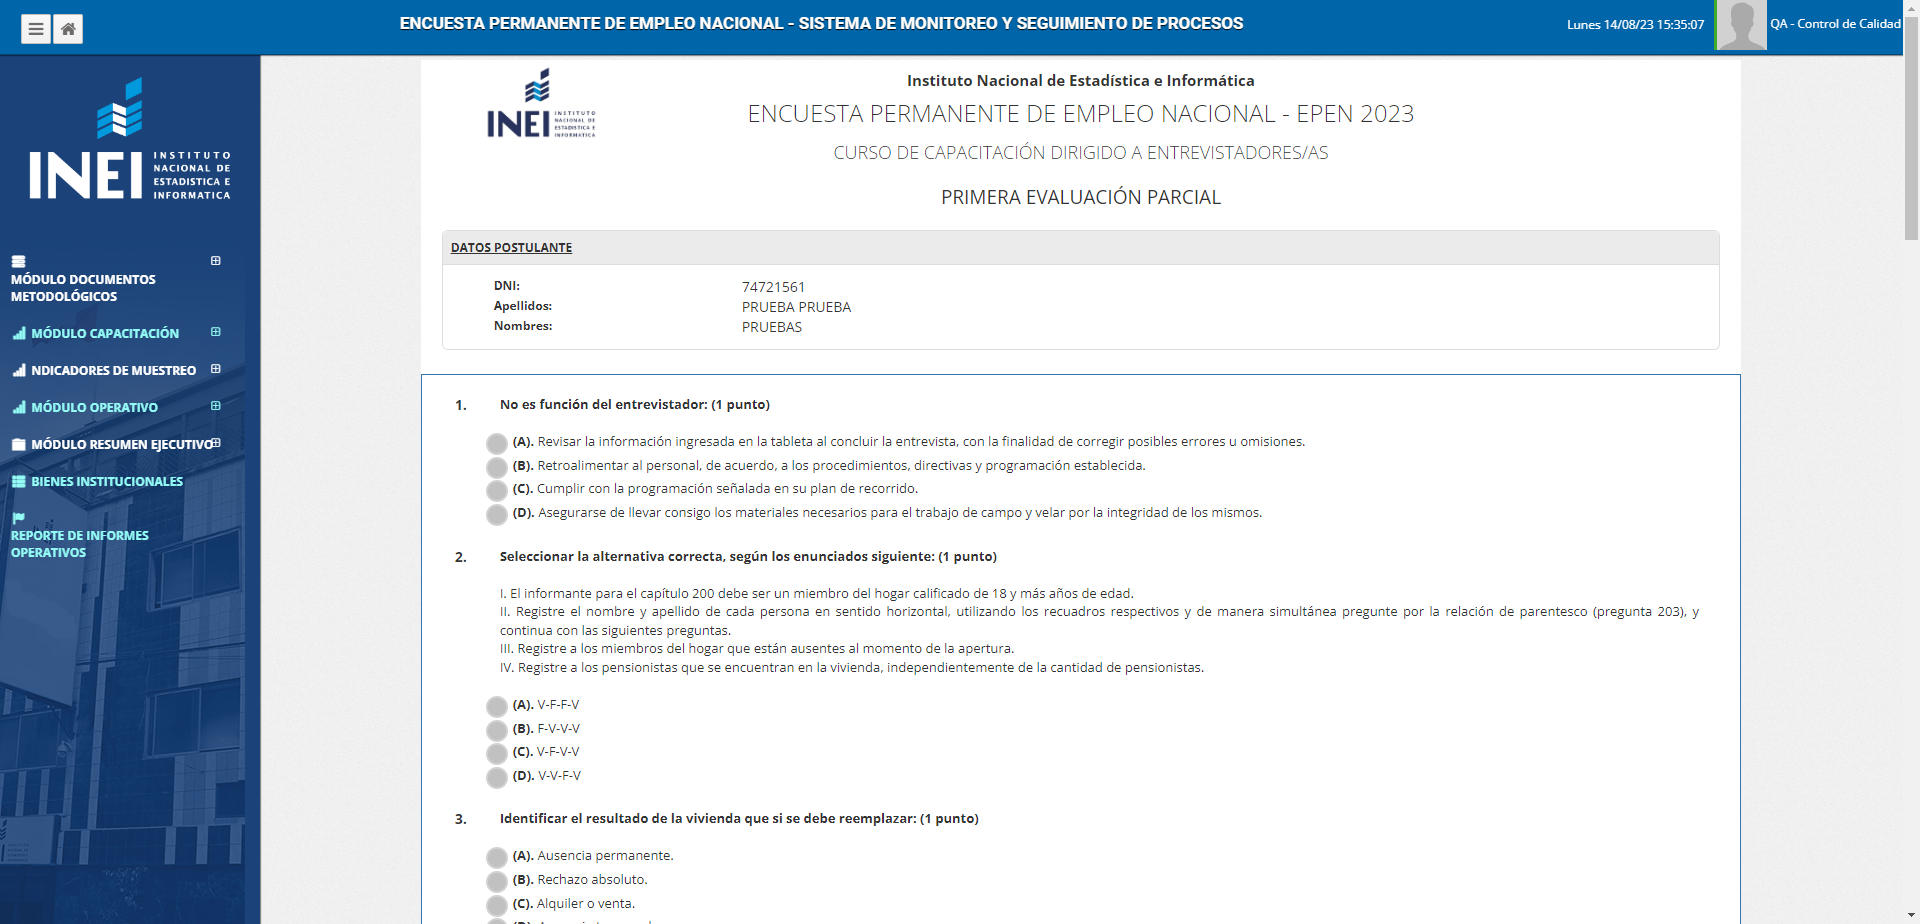 ENCUESTA PERMANENTE DE EMPLEO NACIONAL - SISTEMA DE MONITOREO Y SEGUIMIENTO DE PROCESOS
Lunes 14/08/23 15:35:07
QA - Control de Calidad
INEI
INSTITUTO
NACIONAL DE
ESTADISTICA E
INFORMATICA
MÓDULO DOCUMENTOS
METODOLÓGICOS
MÓDULO CAPACITACIÓN
NDICADORES DE MUESTREO
MÓDULO OPERATIVO
MÓDULO RESUMEN EJECUTIVO
BIENES INSTITUCIONALES
REPORTE DE INFORMES
OPERATIVOS
INEI
INSTITUTO
NACIONAL DE
ESTADISTICA E
INFORMATICA
Instituto Nacional de Estadística e Informática
ENCUESTA PERMANENTE DE EMPLEO NACIONAL - EPEN 2023
CURSO DE CAPACITACIÓN DIRIGIDO A ENTREVISTADORES/AS
PRIMERA EVALUACIÓN PARCIAL
DATOS POSTULANTE
DNI: 74721561
Apellidos: PRUEBA PRUEBA
Nombres: PRUEBAS
1. No es función del entrevistador: (1 punto)
(A). Revisar la información ingresada en la tableta al concluir la entrevista, con la finalidad de corregir posibles errores u omisiones.
(B). Retroalimentar al personal, de acuerdo, a los procedimientos, directivas y programación establecida.
(C). Cumplir con la programación señalada en su plan de recorrido.
(D). Asegurarse de llevar consigo los materiales necesarios para el trabajo de campo y velar por la integridad de los mismos.
2. Seleccionar la alternativa correcta, según los enunciados siguiente: (1 punto)
I. El informante para el capítulo 200 debe ser un miembro del hogar calificado de 18 y más años de edad.
II. Registre el nombre y apellido de cada persona en sentido horizontal, utilizando los recuadros respectivos y de manera simultánea pregunte por la relación de parentesco (pregunta 203), y
continua con las siguientes preguntas.
III. Registre a los miembros del hogar que están ausentes al momento de la apertura.
IV. Registre a los pensionistas que se encuentran en la vivienda, independientemente de la cantidad de pensionistas.
(A). V-F-F-V
(B). F-V-V-V
(C). V-F-V-V
(D). V-V-F-V
3. Identificar el resultado de la vivienda que si se debe reemplazar: (1 punto)
(A). Ausencia permanente.
(B). Rechazo absoluto.
(C). Alquiler o venta.